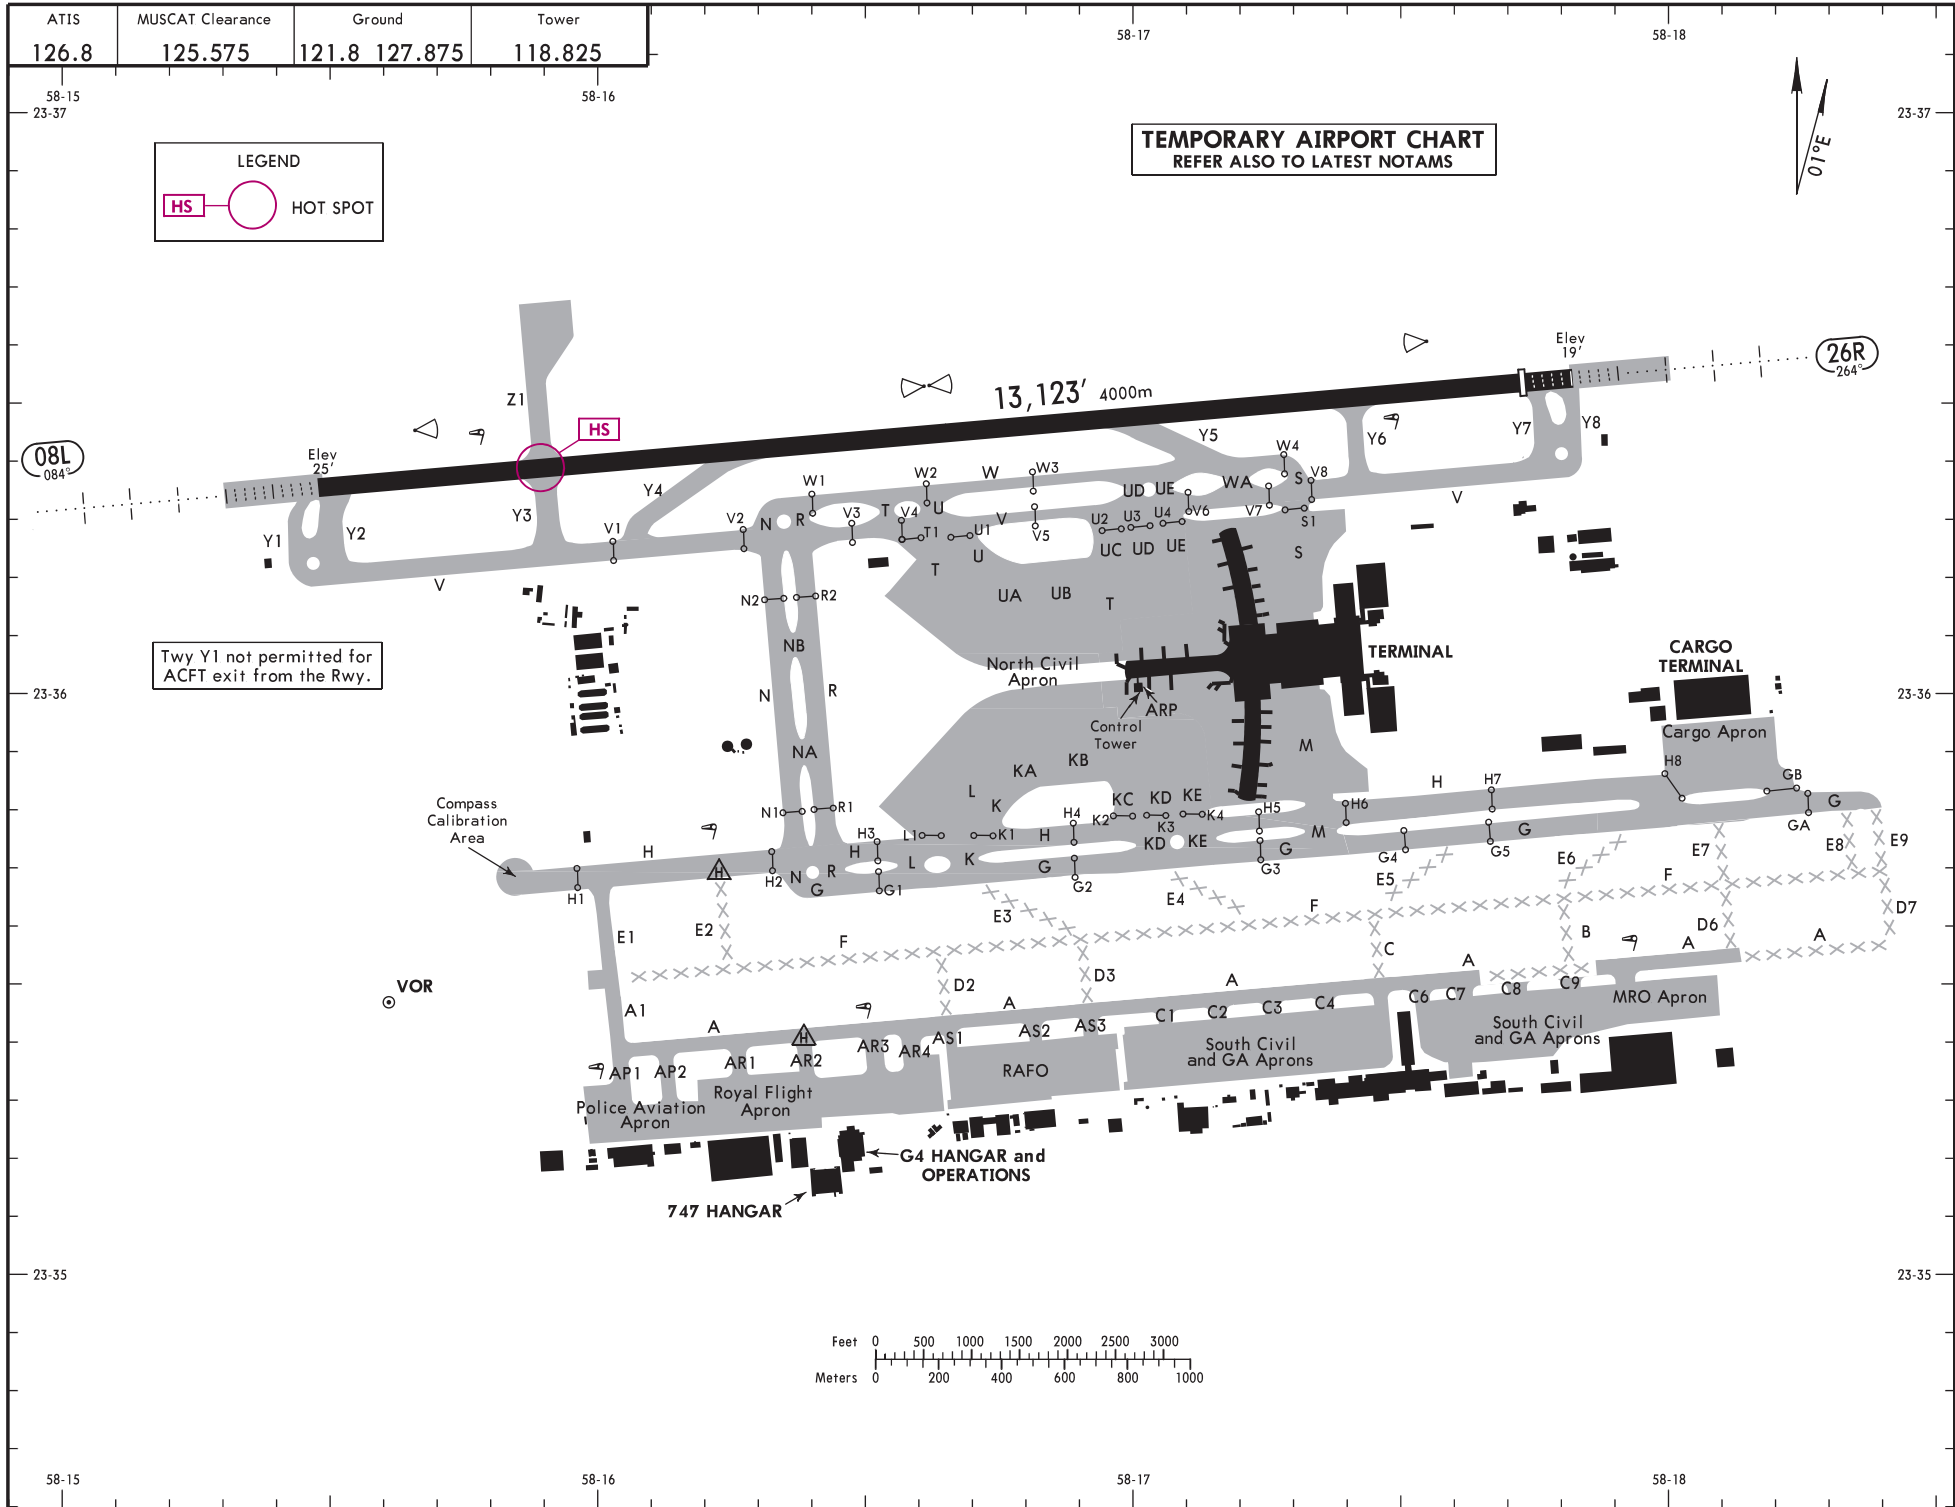 ATIS
126.8
MUSCAT Clearance
125.575
Ground
121.8 127.875
Tower
118.825
58-15
58-16
58-17
58-18
23-37
23-37
LEGEND
HS
HOT SPOT
TEMPORARY AIRPORT CHART
REFER ALSO TO LATEST NOTAMS
01°E
Elev
19'
26R
264°
13,123' 4000m
Z1
HS
08L
084°
Elev
25'
Y5
Y6
Y7
Y8
W4
V8
S
Y4
Y3
W1
W2
W
W3
UD
UE
WA
V
Y1
Y2
V1
V2
N
R
V3
T
V4
U
V
V5
U2
U3
U4
V6
V7
S1
T1
U1
V
T
U
UC
UD
UE
S
N2
R2
UA
UB
T
Twy Y1 not permitted for
ACFT exit from the Rwy.
NB
N
R
North Civil
Apron
TERMINAL
CARGO
TERMINAL
23-36
23-36
ARP
Control
Tower
Cargo Apron
NA
KA
KB
M
H8
GB
L
K
H
H7
G
Compass
Calibration
Area
N1
R1
KC
KD
KE
H5
H6
H3
L1
K1
H
H4
K2
K3
K4
M
G
GA
H
H
L
K
G
KD
KE
G
G4
G5
E6
E7
E8
E9
H
H1
H2
N
R
G
G1
G2
G3
E5
F
E1
E2
E3
E4
F
F
D7
D6
B
A
A
C
A
VOR
D2
D3
A
A
C6
C7
C8
C9
MRO Apron
A1
A
AS1
AS2
AS3
C1
C2
C3
C4
South Civil
and GA Aprons
H
AP1
AP2
AR1
AR2
AR3
AR4
RAFO
South Civil
and GA Aprons
Royal Flight
Apron
Police Aviation
Apron
G4 HANGAR and
OPERATIONS
747 HANGAR
23-35
23-35
Feet 0 500 1000 1500 2000 2500 3000
Meters 0 200 400 600 800 1000
58-15
58-16
58-17
58-18